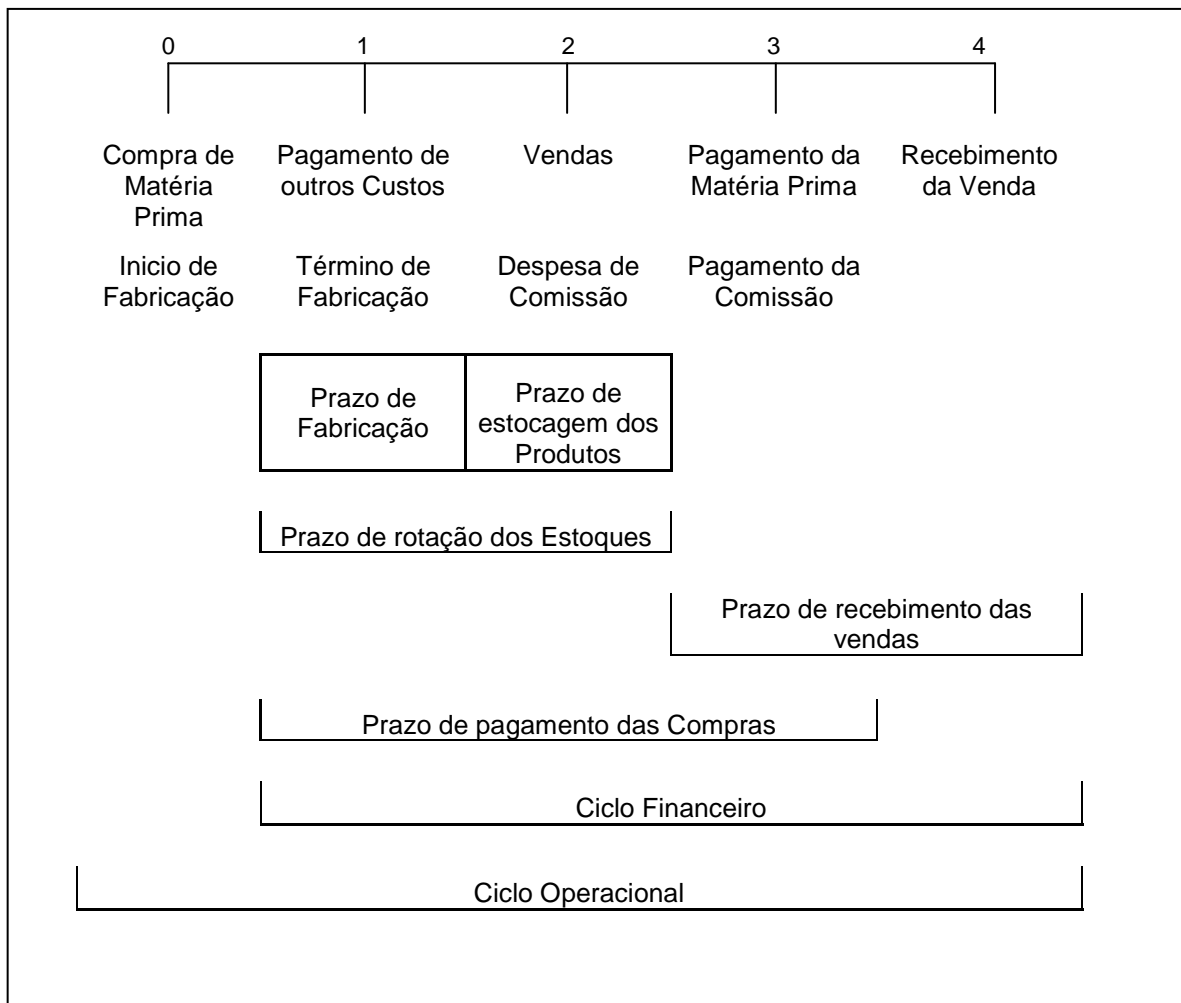 0 1 2 3 4
Compra de
Matéria
Prima
Pagamento de
outros Custos
Vendas
Pagamento da
Matéria Prima
Recebimento
da Venda
Inicio de
Fabricação
Término de
Fabricação
Despesa de
Comissão
Pagamento da
Comissão
Prazo de
Fabricação
Prazo de
estocagem dos
Produtos
Prazo de rotação dos Estoques
Prazo de recebimento das
vendas
Prazo de pagamento das Compras
Ciclo Financeiro
Ciclo Operacional